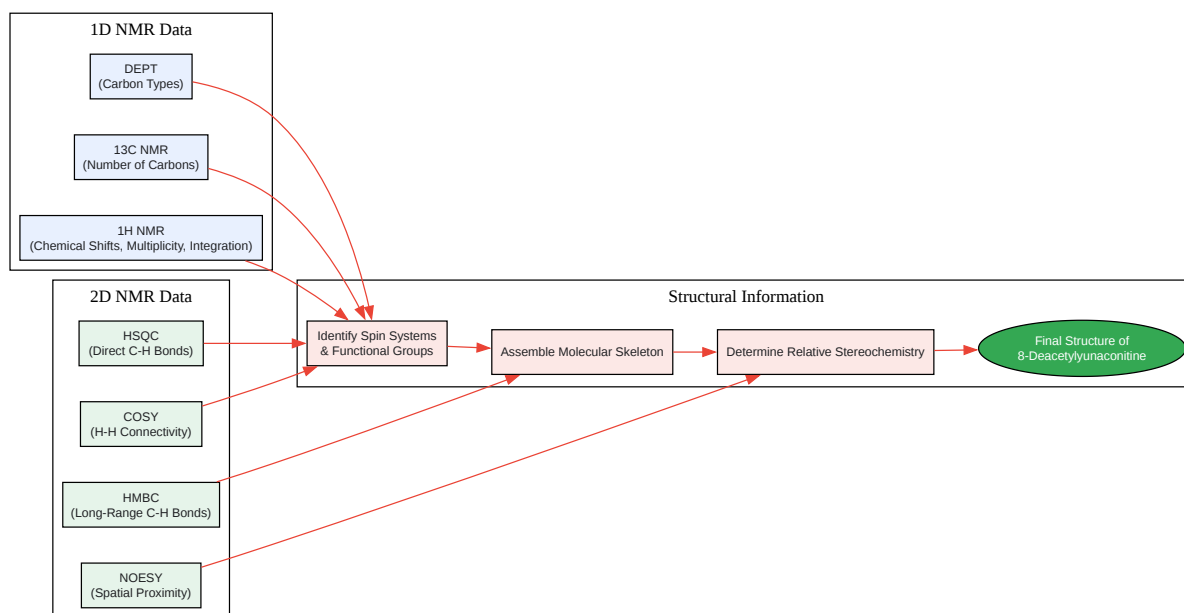 1D NMR Data
DEPT
(Carbon Types)
13C NMR
(Number of Carbons)
1H NMR
(Chemical Shifts, Multiplicity, Integration)
2D NMR Data
HSQC
(Direct C-H Bonds)
COSY
(H-H Connectivity)
HMBC
(Long-Range C-H Bonds)
NOESY
(Spatial Proximity)
Structural Information
Identify Spin Systems
& Functional Groups
Assemble Molecular Skeleton
Determine Relative Stereochemistry
Final Structure of
8-Deacetylyunaconitine